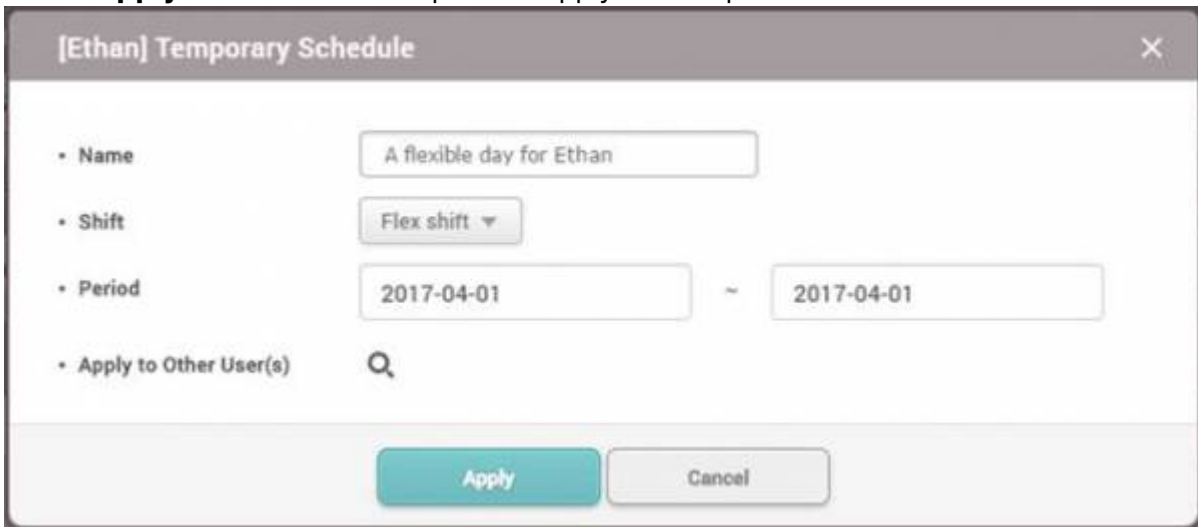 [Ethan] Temporary Schedule ×
• Name A flexible day for Ethan
• Shift Flex shift
• Period 2017-04-01 ~ 2017-04-01
• Apply to Other User(s)
Apply Cancel